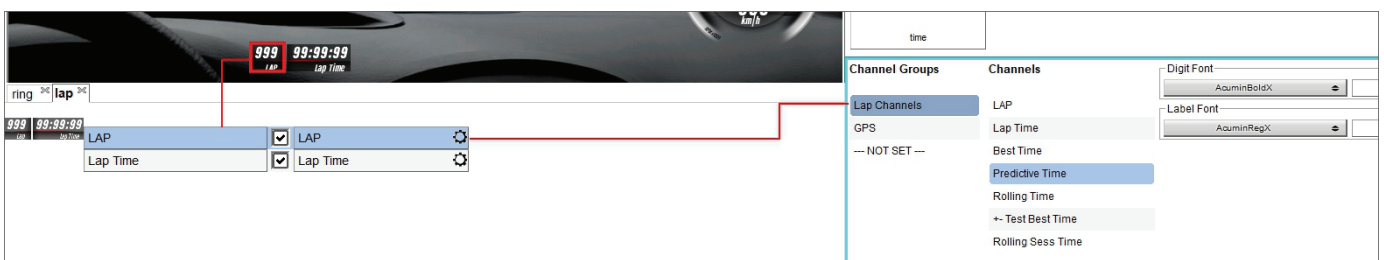 999
km/h
999 99:99:99
LAP Lap Time
ring lap
999 99:99:99
LAP LAP
Lap Time Lap Time
time
Channel Groups Channels
Lap Channels LAP
GPS Lap Time
--- NOT SET --- Best Time
Predictive Time
Rolling Time
+- Test Best Time
Rolling Sess Time
Digit Font
AcuminBoldX
Label Font
AcuminRegX